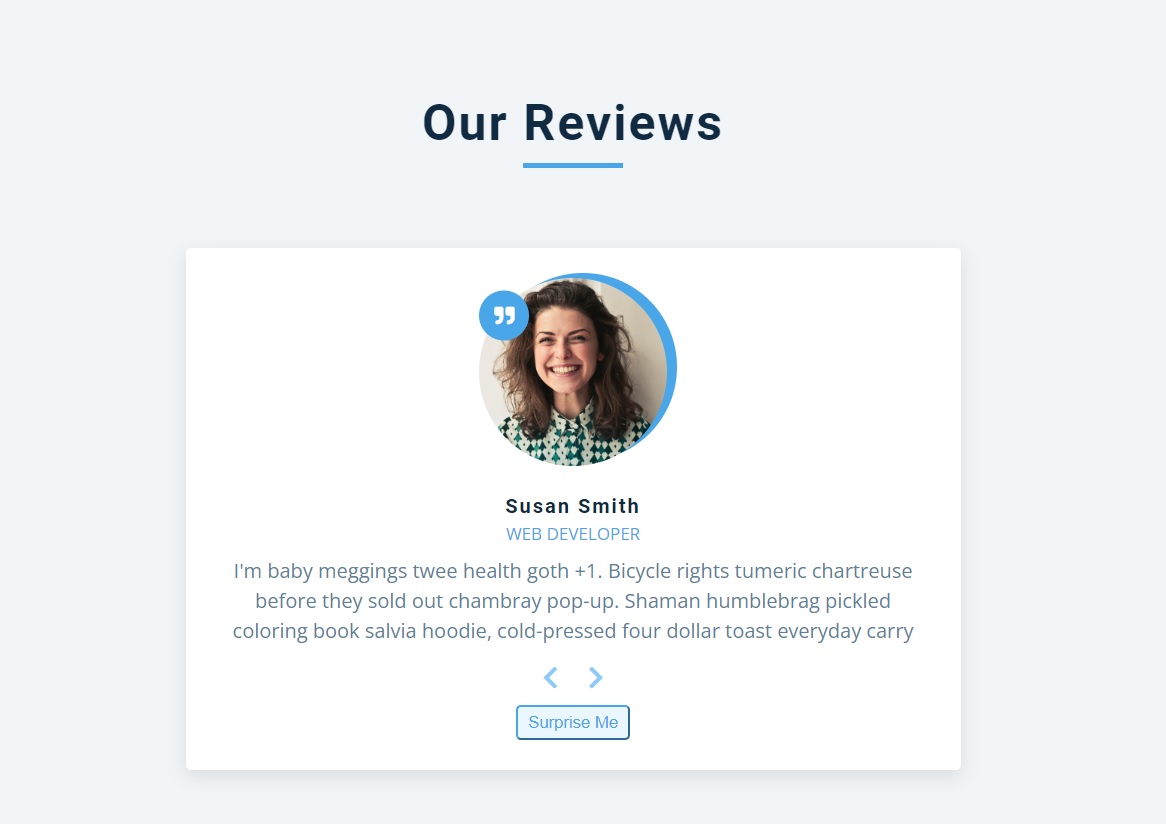 Our Reviews
Susan Smith
WEB DEVELOPER
I'm baby meggings twee health goth +1. Bicycle rights tumeric chartreuse
before they sold out chambray pop-up. Shaman humblebrag pickled
coloring book salvia hoodie, cold-pressed four dollar toast everyday carry
Surprise Me